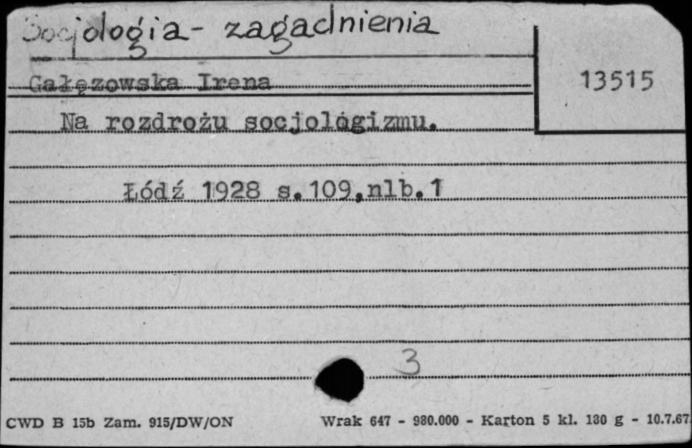 Socjologia - zagadnienia
Gałęzowska Irena
13515
Na rozdrożu socjologizmu.
Łódź 1928 s.109,nlb.1
3
CWD B 15b Zam. 915/DW/ON Wrak 647 - 980.000 - Karton 5 kl. 180 g - 10.7.67